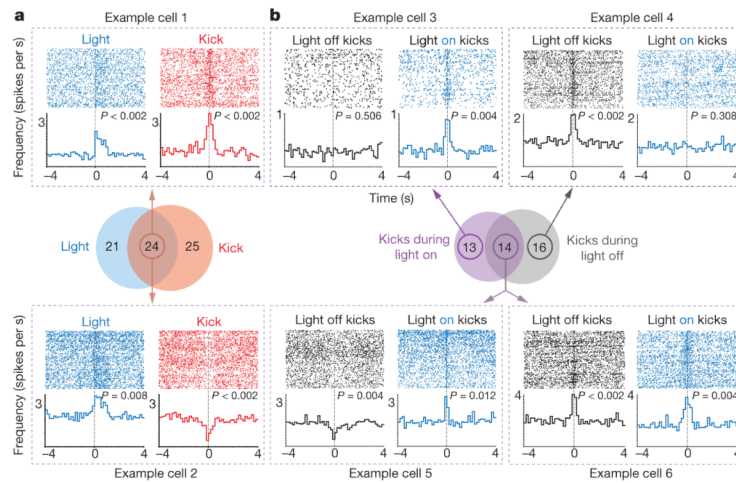 a
b
Example cell 1
Example cell 3
Example cell 4
Light
Kick
Light off kicks
Light on kicks
Light off kicks
Light on kicks
Frequency (spikes per s)
3
P < 0.002
3
P < 0.002
1
P = 0.506
1
P = 0.004
2
P < 0.002
2
P = 0.308
−4 0 4
−4 0 4
−4 0 4
−4 0 4
−4 0 4
−4 0 4
Time (s)
Light
21
24
25
Kick
Kicks during
light on
13
14
16
Kicks during
light off
Light
Kick
Light off kicks
Light on kicks
Light off kicks
Light on kicks
Frequency (spikes per s)
3
P = 0.008
3
P < 0.002
3
P = 0.004
3
P = 0.012
4
P < 0.002
4
P = 0.004
−4 0 4
−4 0 4
−4 0 4
−4 0 4
−4 0 4
−4 0 4
Example cell 2
Example cell 5
Example cell 6